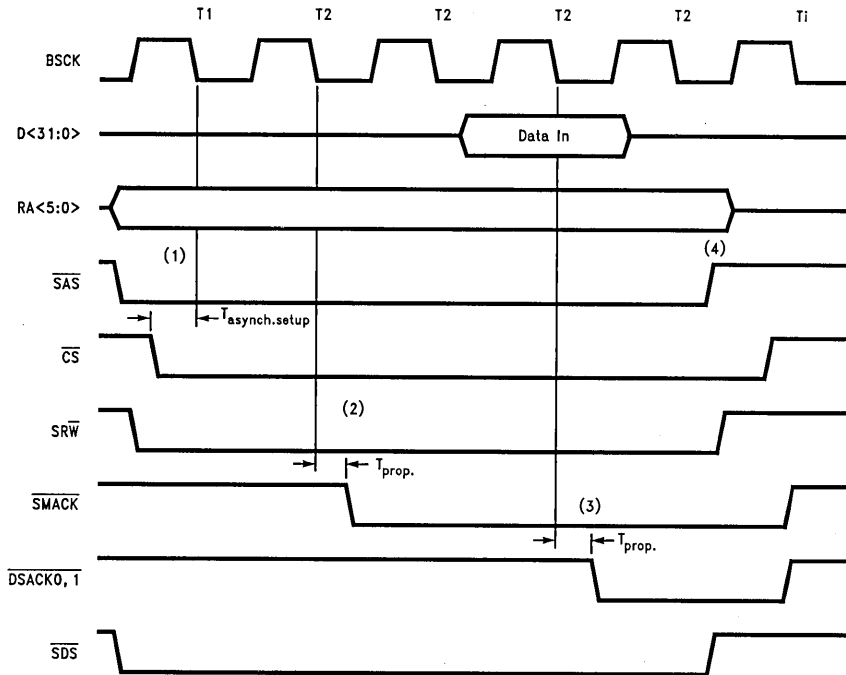 T1 T2 T2 T2 T2 Ti
BSCK
D<31:0>
Data In
RA<5:0>
(1) (4)
SAS
Tasynch.setup
CS
(2)
SRW
Tprop.
SMACK
(3)
Tprop.
DSACK0, 1
SDS